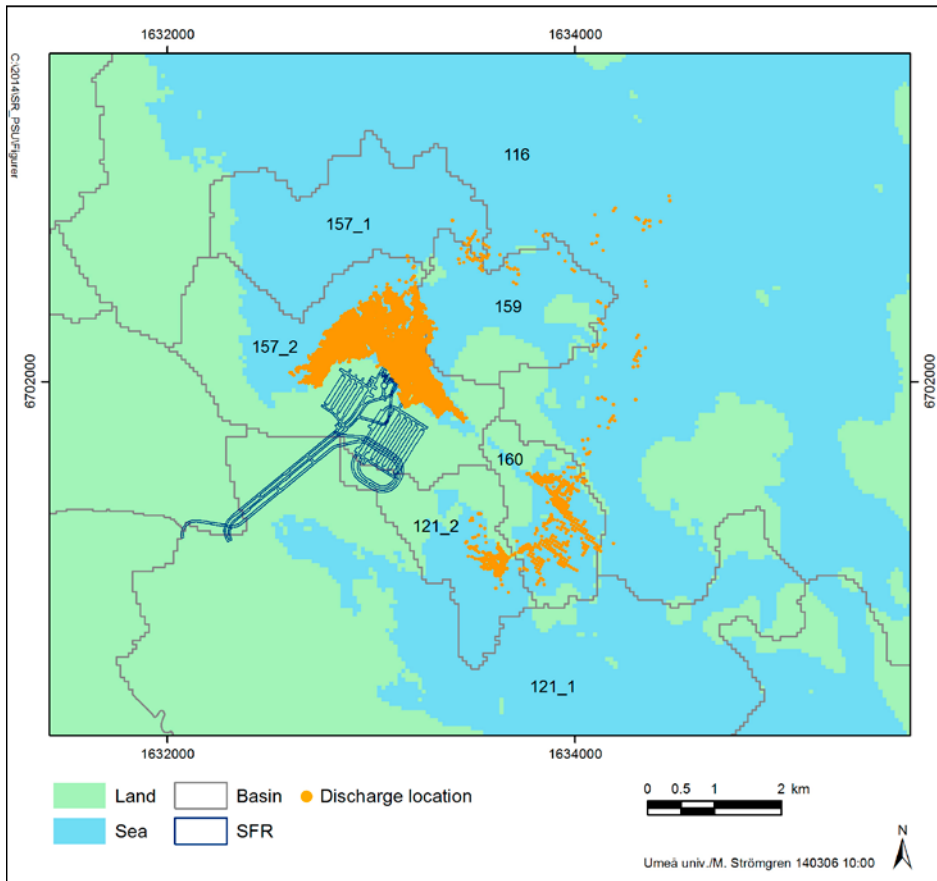 1632000 1634000
C:\2014\SR_PSU\Figurer
116
157_1
159
157_2
6702000 6702000
160
121_2
121_1
1632000 1634000
Land Basin Discharge location
Sea SFR
0 0.5 1 2 km
N
Umeå univ./M. Strömgren 140306 10:00